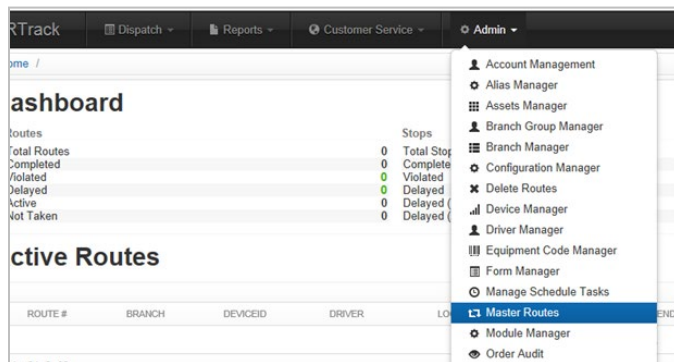 RTrack Dispatch Reports Customer Service Admin
ome /
ashboard
Routes Stops
Total Routes 0 Total Stop
Completed 0 Complete
Violated 0 Violated
Delayed 0 Delayed
Active 0 Delayed (
Not Taken 0 Delayed (
ctive Routes
ROUTE # BRANCH DEVICEID DRIVER LO END
Account Management
Alias Manager
Assets Manager
Branch Group Manager
Branch Manager
Configuration Manager
Delete Routes
Device Manager
Driver Manager
Equipment Code Manager
Form Manager
Manage Schedule Tasks
Master Routes
Module Manager
Order Audit